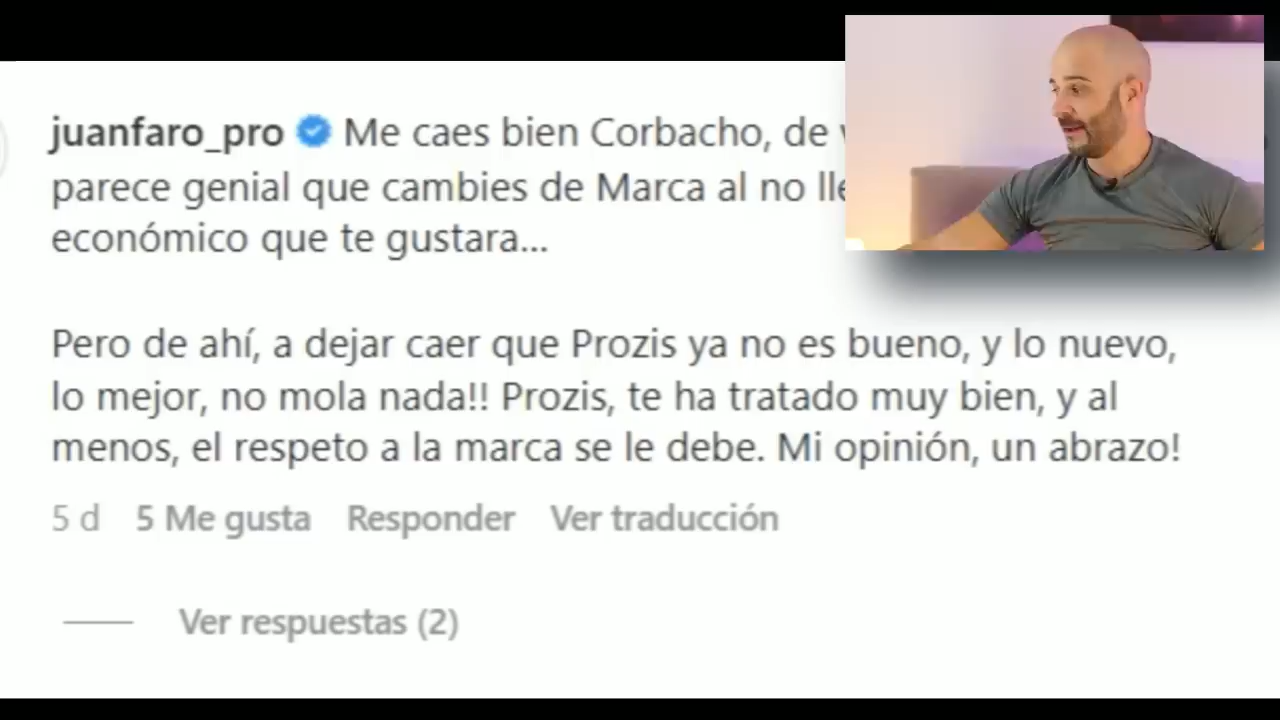 juanfaro_pro Me caes bien Corbacho, de
parece genial que cambies de Marca al no
económico que te gustara...
Pero de ahí, a dejar caer que Prozis ya no es bueno, y lo nuevo,
lo mejor, no mola nada!! Prozis, te ha tratado muy bien, y al
menos, el respeto a la marca se le debe. Mi opinión, un abrazo!
5 d 5 Me gusta Responder Ver traducción
Ver respuestas (2)